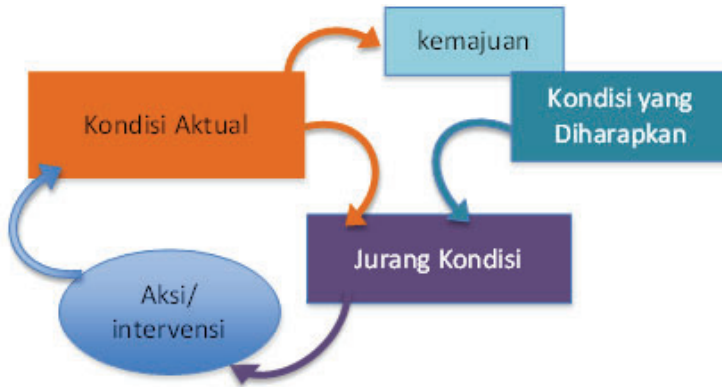 kemajuan
Kondisi Aktual
Kondisi yang
Diharapkan
Jurang Kondisi
Aksi/
intervensi